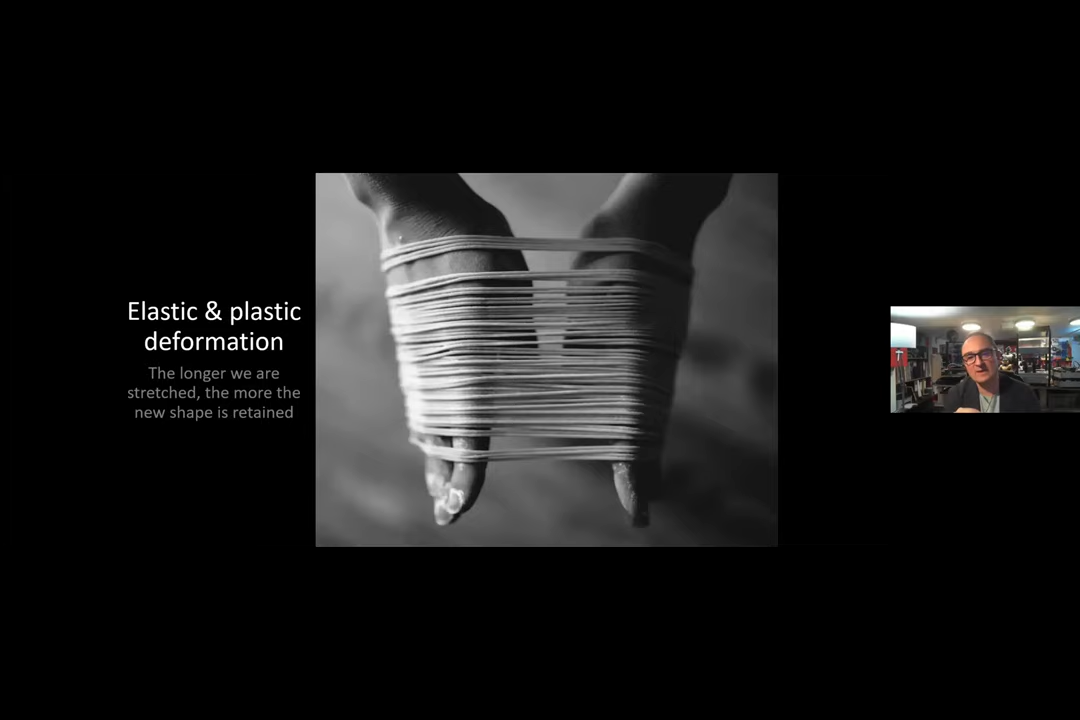 Elastic & plastic
deformation
The longer we are
stretched, the more the
new shape is retained